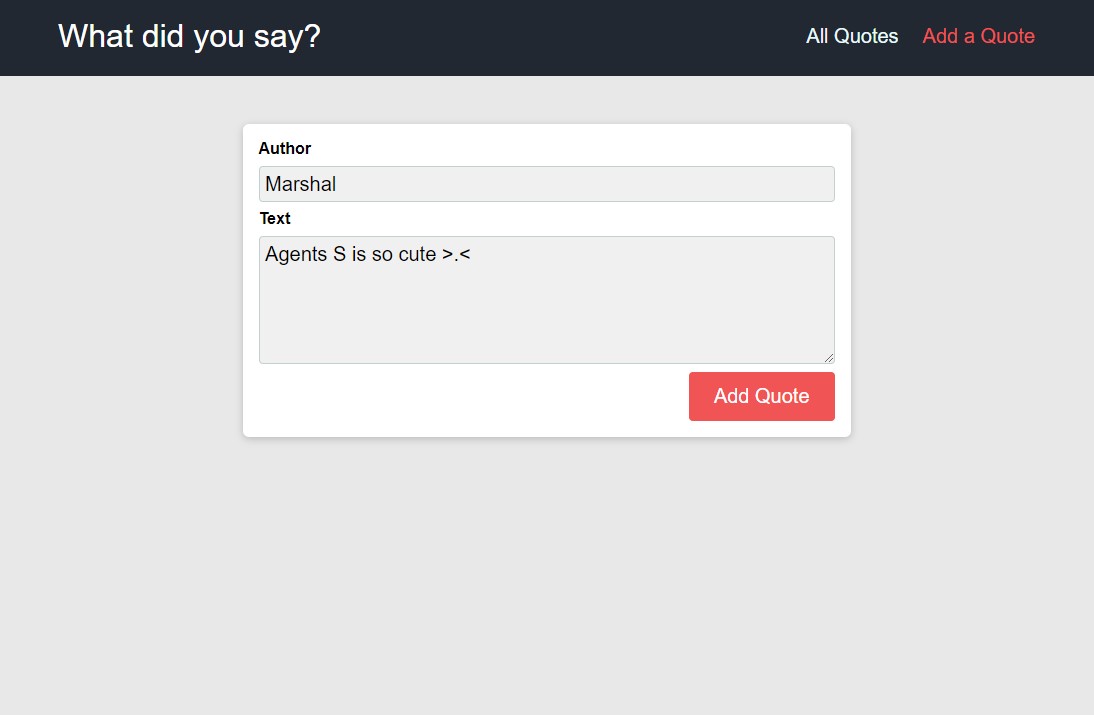 What did you say?
All Quotes
Add a Quote
Author
Marshal
Text
Agents S is so cute >.<
Add Quote